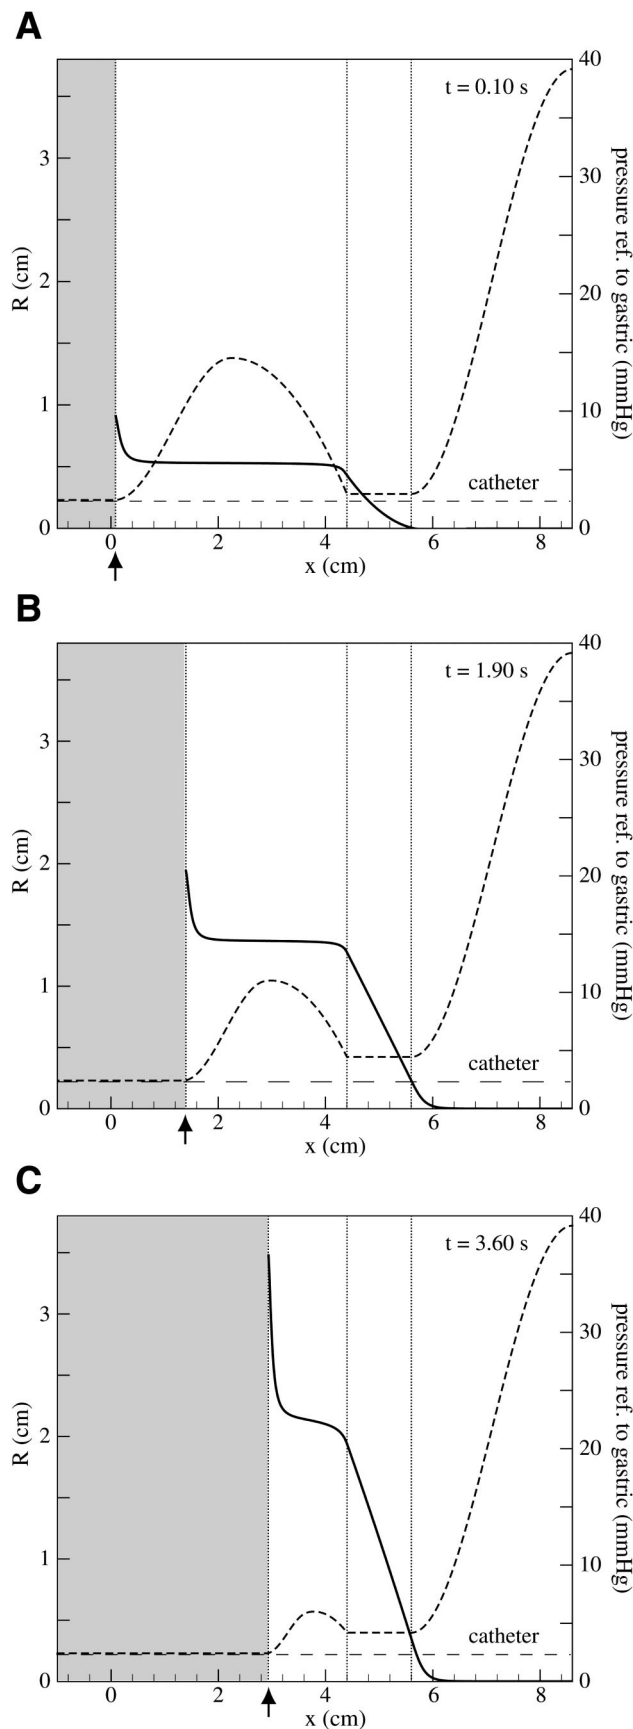 A
t = 0.10 s
40
30
20
10
0
3
2
1
0
R (cm)
pressure ref. to gastric (mmHg)
catheter
0 2 4 6 8
x (cm)
B
t = 1.90 s
40
30
20
10
0
3
2
1
0
R (cm)
pressure ref. to gastric (mmHg)
catheter
0 2 4 6 8
x (cm)
C
t = 3.60 s
40
30
20
10
0
3
2
1
0
R (cm)
pressure ref. to gastric (mmHg)
catheter
0 2 4 6 8
x (cm)